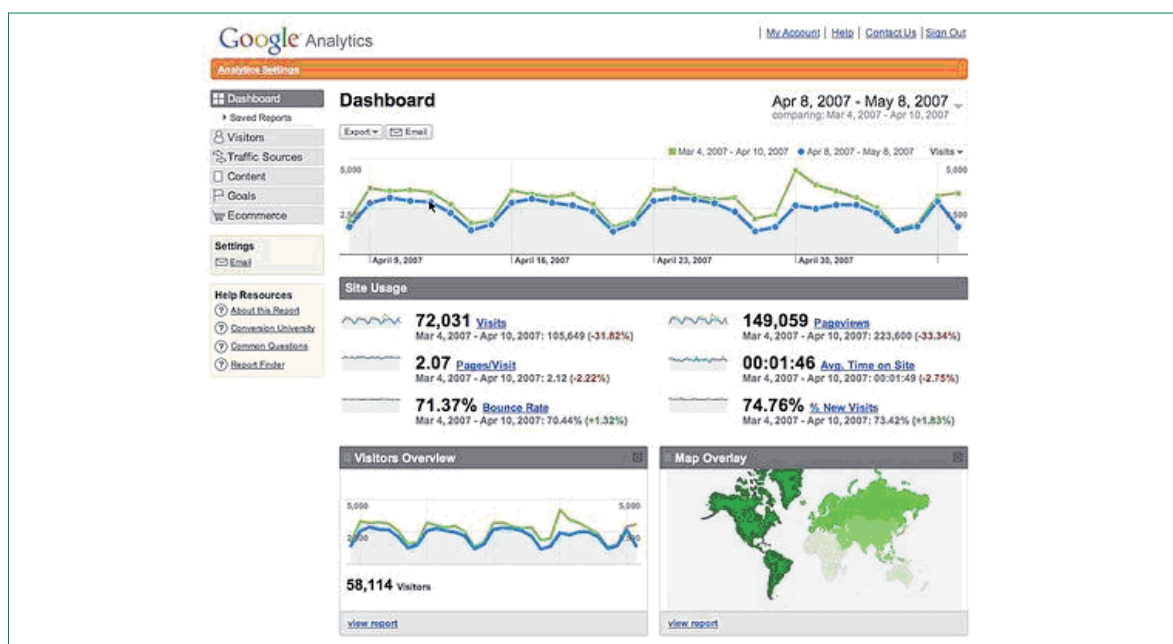 Google Analytics
| My Account | Help | Contact Us | Sign Out
Analytics Settings
Dashboard
Saved Reports
Visitors
Traffic Sources
Content
Goals
Ecommerce
Settings
Email
Help Resources
About this Report
Conversion University
Common Questions
Report Finder
Dashboard
Apr 8, 2007 - May 8, 2007
comparing: Mar 4, 2007 - Apr 10, 2007
Export Email
Mar 4, 2007 - Apr 10, 2007 Apr 8, 2007 - May 8, 2007 Visits
5,000 5,000
April 9, 2007 April 16, 2007 April 23, 2007 April 30, 2007
Site Usage
72,031 Visits
Mar 4, 2007 - Apr 10, 2007: 105,649 (-31.82%)
2.07 Pages/Visit
Mar 4, 2007 - Apr 10, 2007: 2.12 (-2.22%)
71.37% Bounce Rate
Mar 4, 2007 - Apr 10, 2007: 70.44% (+1.32%)
149,059 Pageviews
Mar 4, 2007 - Apr 10, 2007: 223,600 (-33.34%)
00:01:46 Avg. Time on Site
Mar 4, 2007 - Apr 10, 2007: 00:01:49 (-2.75%)
74.76% % New Visits
Mar 4, 2007 - Apr 10, 2007: 73.42% (+1.83%)
Visitors Overview
5,000 5,000
58,114 Visitors
view report
Map Overlay
view report